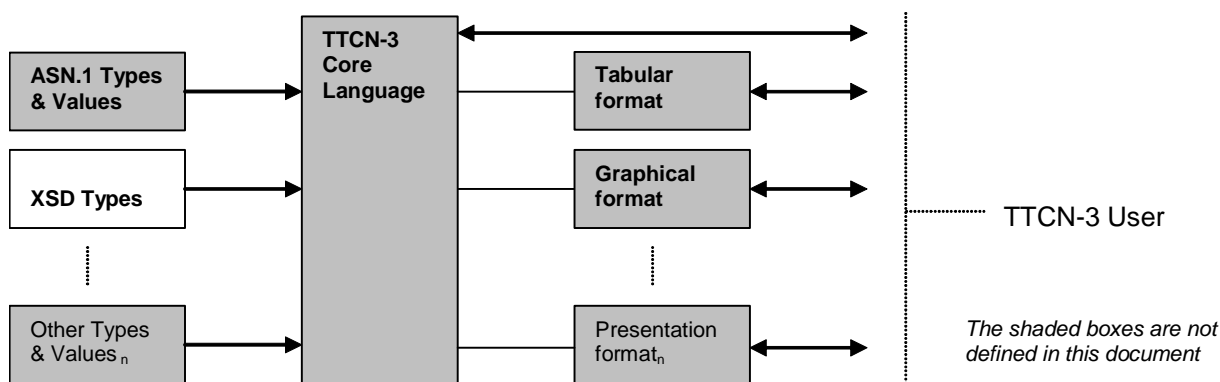 ASN.1 Types
& Values
XSD Types
Other Types
& Values n
TTCN-3
Core
Language
Tabular
format
Graphical
format
Presentation
formatn
TTCN-3 User
The shaded boxes are not
defined in this document